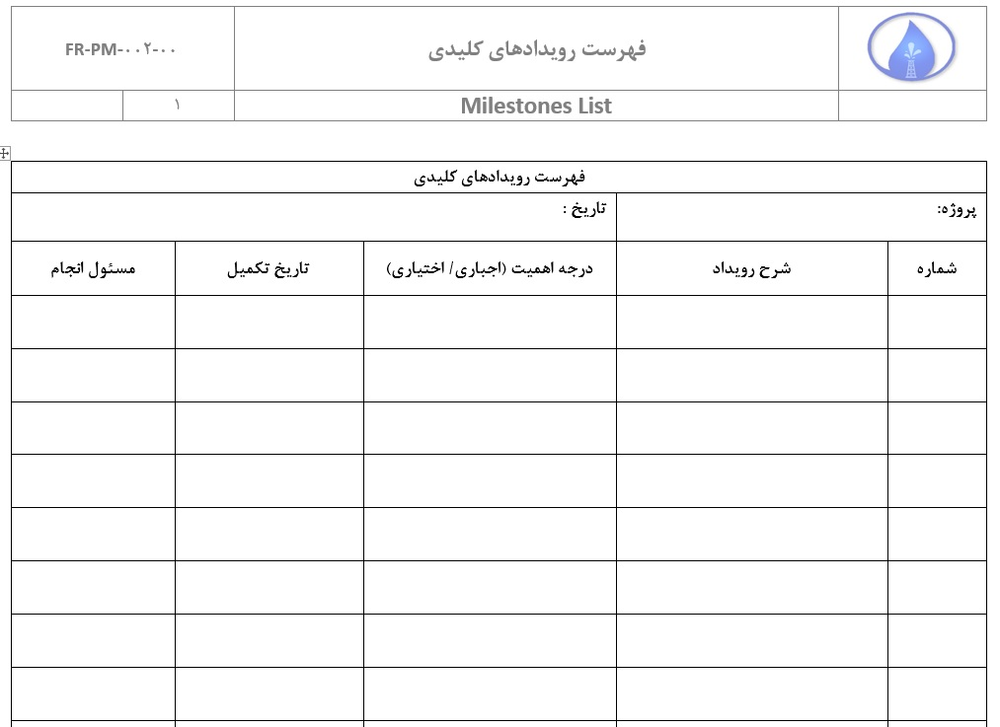 فهرست رویدادهای کلیدی
FR-PM-۰۰۲-۰۰
Milestones List
۱
فهرست رویدادهای کلیدی
پروژه:
تاریخ :
شماره
شرح رویداد
درجه اهمیت (اجباری/ اختیاری)
تاریخ تکمیل
مسئول انجام